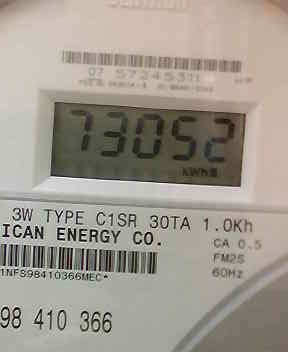 07 57245311
73052
kWh
3W TYPE C1SR 30TA 1.0Kh
ICAN ENERGY CO.
CA 0.5
FM2S
60Hz
1NFS98410366MEC*
98 410 366